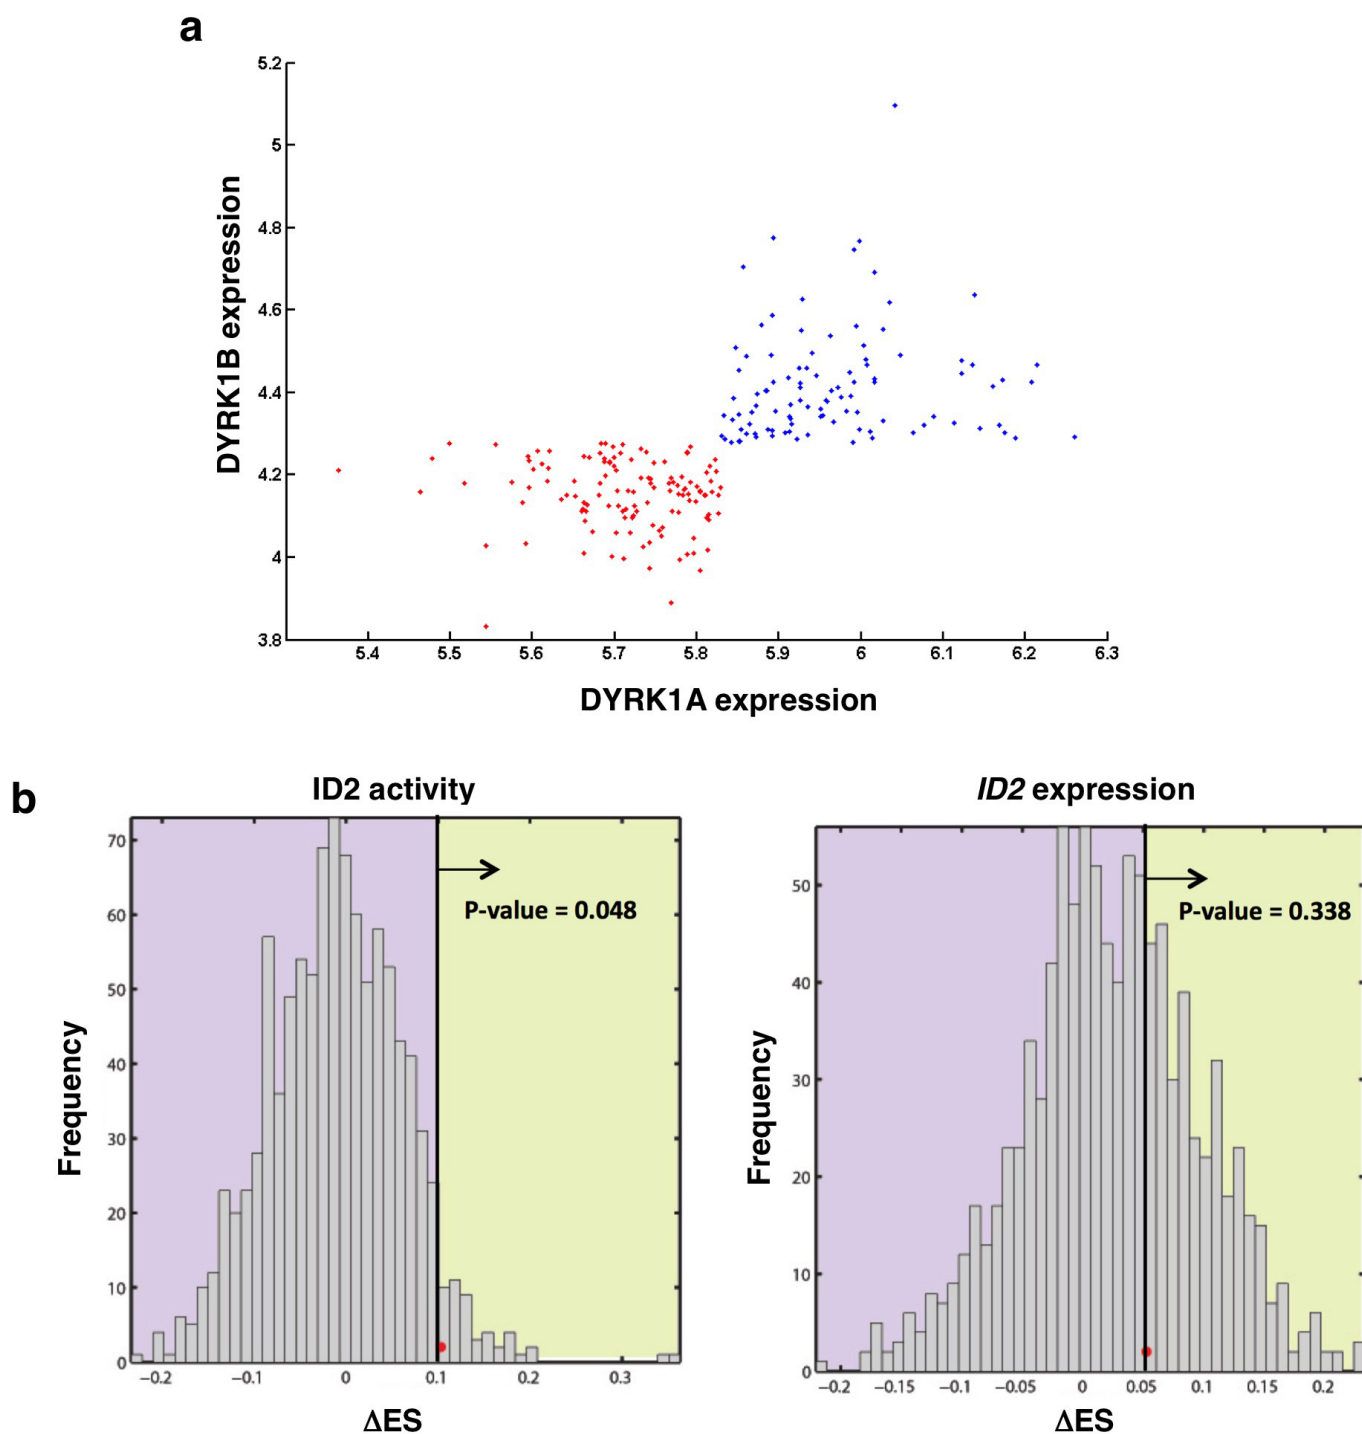 a
5.2
5
4.8
4.6
4.4
4.2
4
3.8
DYRK1B expression
5.4 5.5 5.6 5.7 5.8 5.9 6 6.1 6.2 6.3
DYRK1A expression
b
ID2 activity
70
60
50
40
30
20
10
0
Frequency
P-value = 0.048
−0.2 −0.1 0 0.1 0.2 0.3
ΔES
ID2 expression
50
40
30
20
10
0
Frequency
P-value = 0.338
−0.2 −0.15 −0.1 −0.05 0 0.05 0.1 0.15 0.2
ΔES